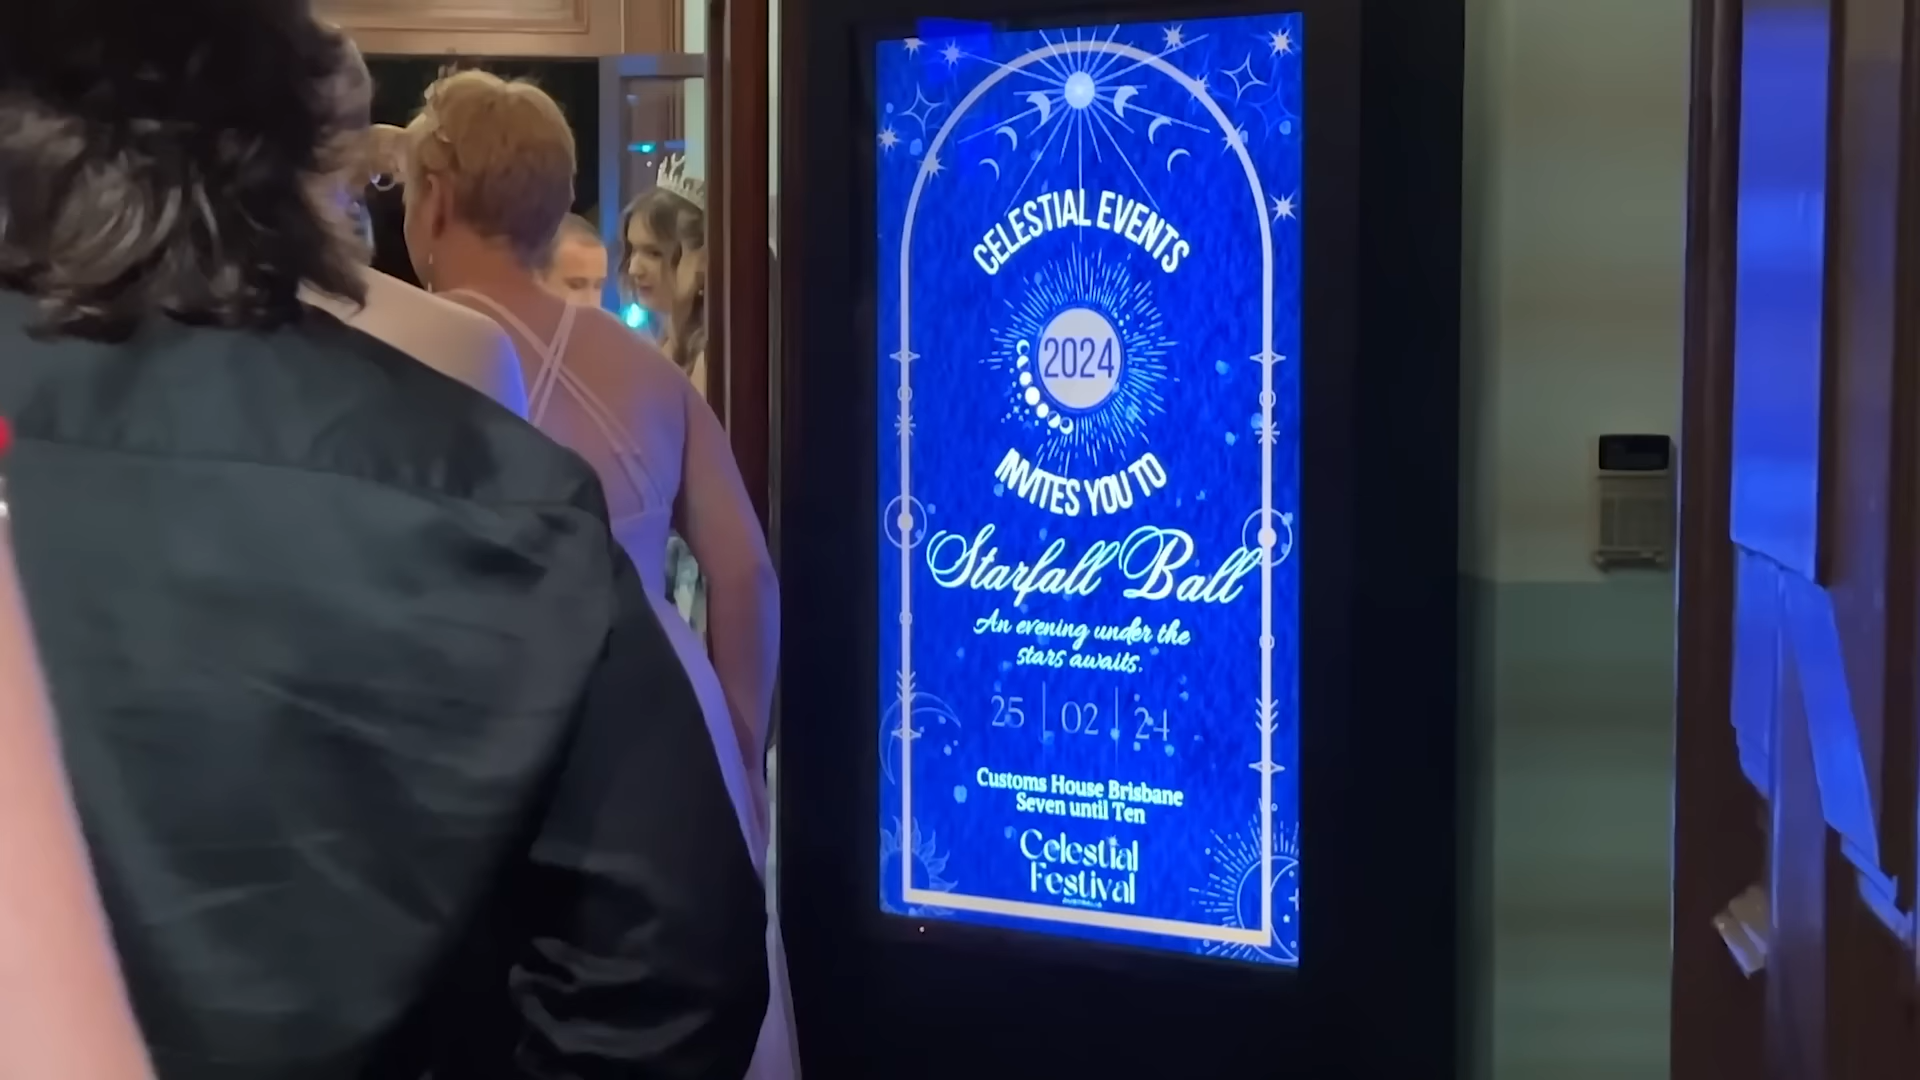 CELESTIAL EVENTS
2024
INVITES YOU TO
Starfall Ball
An evening under the
stars awaits.
25 | 02 | 24
Customs House Brisbane
Seven until Ten
Celestial
Festival
AUSTRALIA